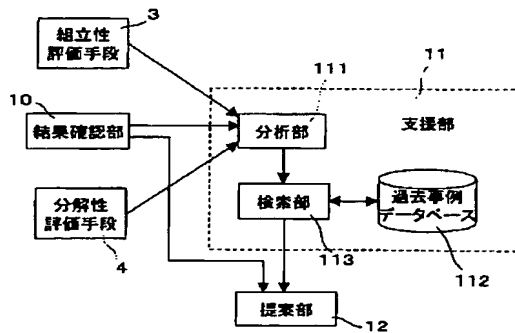 3
組立性
評価手段
11
111
10
結果確認部
分析部
支援部
分解性
評価手段
4
検索部
過去事例
データベース
113
112
提案部
12